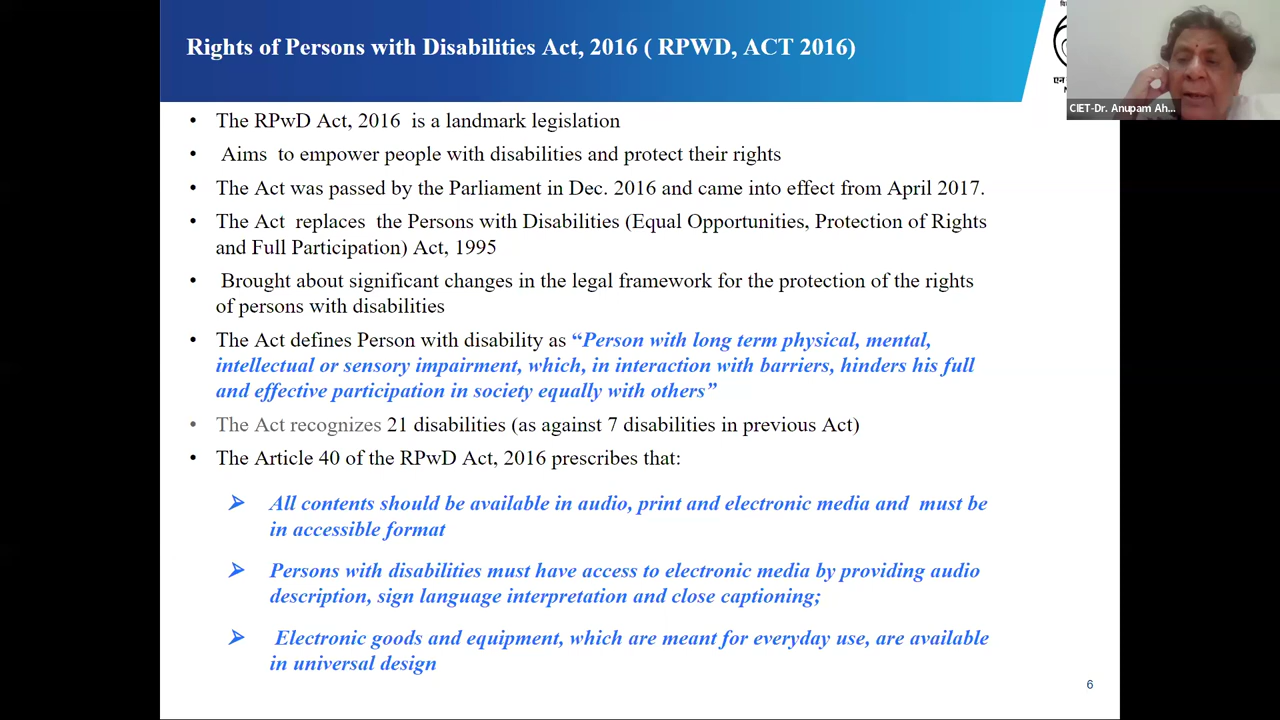 Rights of Persons with Disabilities Act, 2016 ( RPWD, ACT 2016)
CIET-Dr. Anupam Ah...
• The RPwD Act, 2016 is a landmark legislation
• Aims to empower people with disabilities and protect their rights
• The Act was passed by the Parliament in Dec. 2016 and came into effect from April 2017.
• The Act replaces the Persons with Disabilities (Equal Opportunities, Protection of Rights
and Full Participation) Act, 1995
• Brought about significant changes in the legal framework for the protection of the rights
of persons with disabilities
• The Act defines Person with disability as “Person with long term physical, mental,
intellectual or sensory impairment, which, in interaction with barriers, hinders his full
and effective participation in society equally with others”
• The Act recognizes 21 disabilities (as against 7 disabilities in previous Act)
• The Article 40 of the RPwD Act, 2016 prescribes that:
➢ All contents should be available in audio, print and electronic media and must be
in accessible format
➢ Persons with disabilities must have access to electronic media by providing audio
description, sign language interpretation and close captioning;
➢ Electronic goods and equipment, which are meant for everyday use, are available
in universal design
6